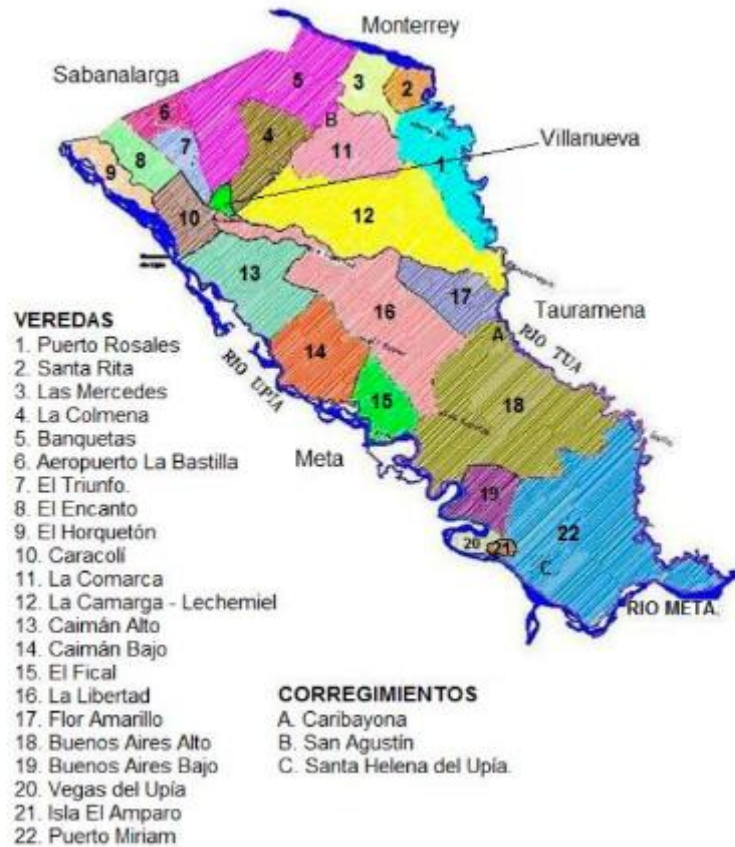 Monterrey
Sabanalarga
Villanueva
Tauramena
RIO TUA
RIO UPÍA
Meta
RIO META.
1
2
3
4
5
6
7
8
9
10
11
12
13
14
15
16
17
18
19
20
21
22
A
B
C
VEREDAS
1. Puerto Rosales
2. Santa Rita
3. Las Mercedes
4. La Colmena
5. Banquetas
6. Aeropuerto La Bastilla
7. El Triunfo.
8. El Encanto
9. El Horquetón
10. Caracolí
11. La Comarca
12. La Camarga - Lechemiel
13. Caimán Alto
14. Caimán Bajo
15. El Fical
16. La Libertad
17. Flor Amarillo
18. Buenos Aires Alto
19. Buenos Aires Bajo
20. Vegas del Upía
21. Isla El Amparo
22. Puerto Miriam
CORREGIMIENTOS
A. Caribayona
B. San Agustín
C. Santa Helena del Upía.